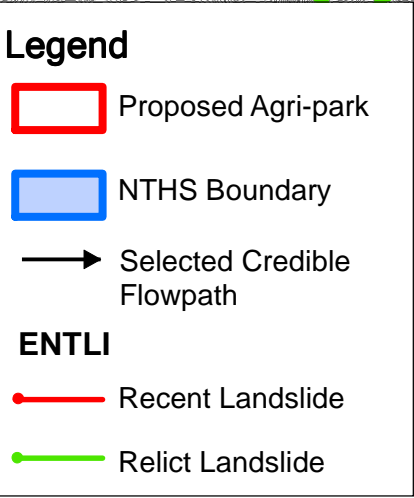 Legend
Proposed Agri-park
NTHS Boundary
Selected Credible
Flowpath
ENTLI
Recent Landslide
Relict Landslide